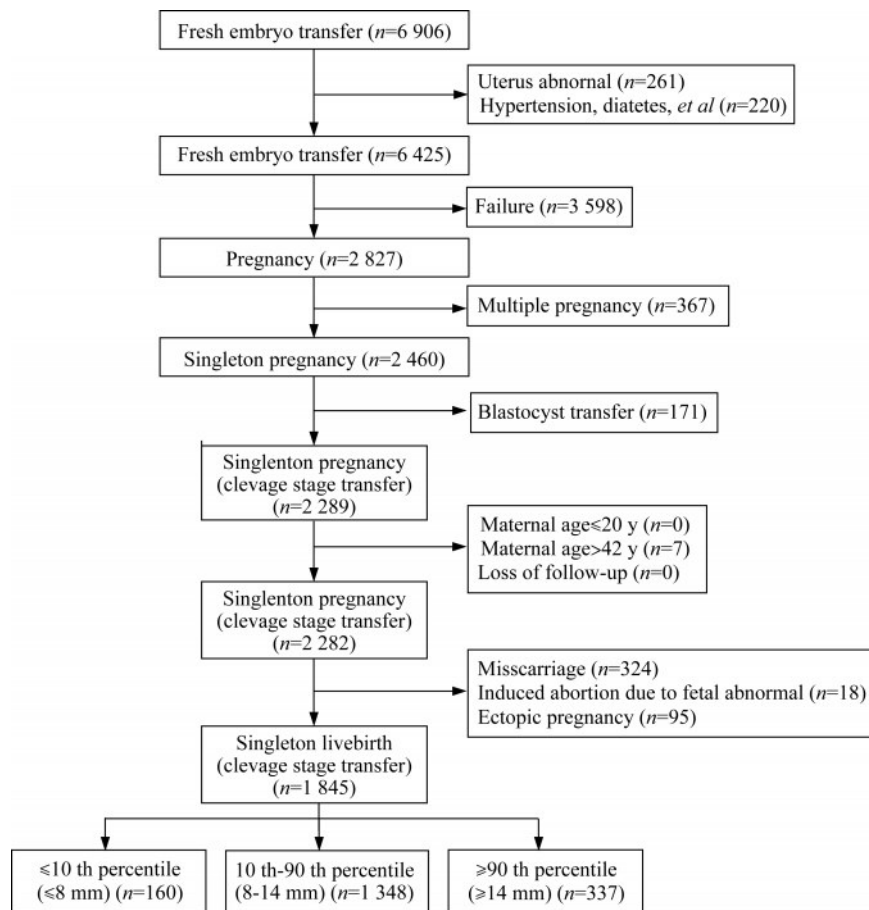 Fresh embryo transfer (n=6 906)
Uterus abnornal (n=261)
Hypertension, diatetes, et al (n=220)
Fresh embryo transfer (n=6 425)
Failure (n=3 598)
Pregnancy (n=2 827)
Multiple pregnancy (n=367)
Singleton pregnancy (n=2 460)
Blastocyst transfer (n=171)
Singlenton pregnancy
(clevage stage transfer)
(n=2 289)
Maternal age≤20 y (n=0)
Maternal age>42 y (n=7)
Loss of follow-up (n=0)
Singlenton pregnancy
(clevage stage transfer)
(n=2 282)
Misscarriage (n=324)
Induced abortion due to fetal abnormal (n=18)
Ectopic pregnancy (n=95)
Singleton livebirth
(clevage stage transfer)
(n=1 845)
≤10 th percentile
(≤8 mm) (n=160)
10 th-90 th percentile
(8-14 mm) (n=1 348)
≥90 th percentile
(≥14 mm) (n=337)